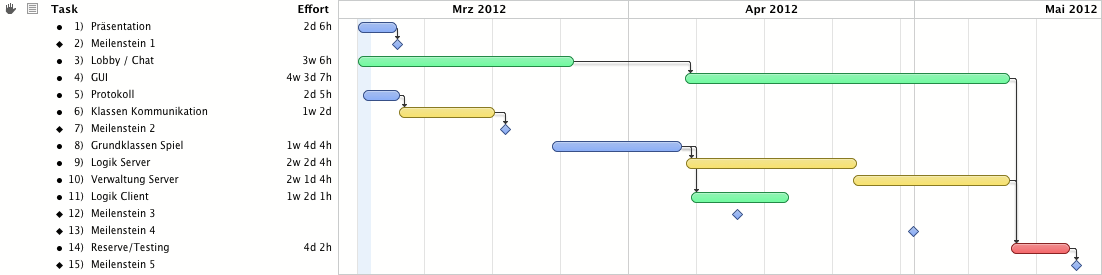 Task Effort Mrz 2012 Apr 2012 Mai 2012
1) Präsentation 2d 6h
2) Meilenstein 1
3) Lobby / Chat 3w 6h
4) GUI 4w 3d 7h
5) Protokoll 2d 5h
6) Klassen Kommunikation 1w 2d
7) Meilenstein 2
8) Grundklassen Spiel 1w 4d 4h
9) Logik Server 2w 2d 4h
10) Verwaltung Server 2w 1d 4h
11) Logik Client 1w 2d 1h
12) Meilenstein 3
13) Meilenstein 4
14) Reserve/Testing 4d 2h
15) Meilenstein 5